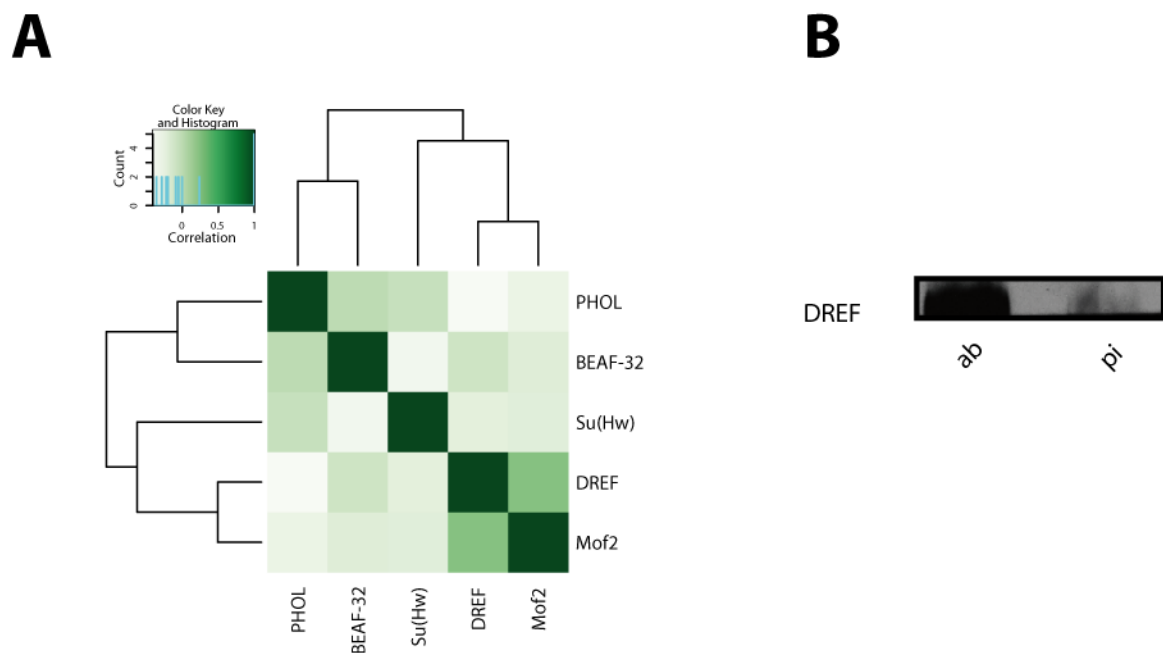 A
B
Color Key
and Histogram
Count
0
2
4
0
0.5
1
Correlation
PHOL
BEAF-32
Su(Hw)
DREF
Mof2
PHOL
BEAF-32
Su(Hw)
DREF
Mof2
DREF
ab
pi